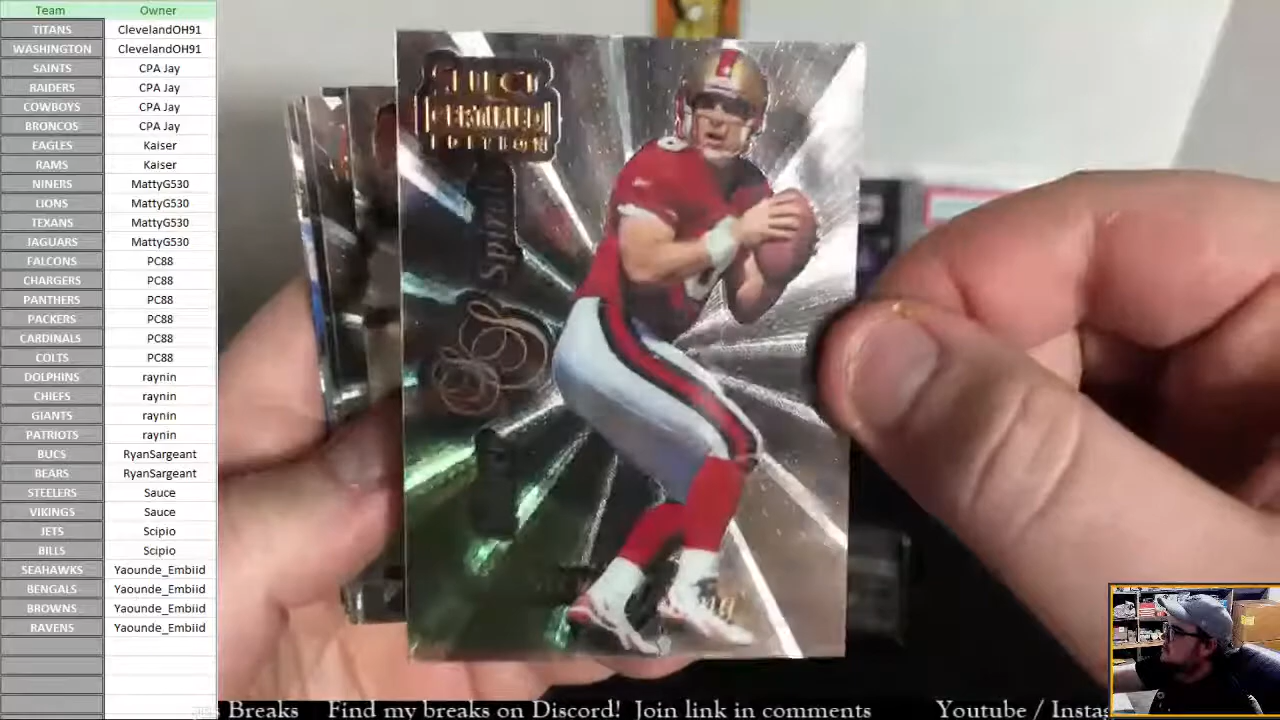 Team Owner
TITANS ClevelandOH91
WASHINGTON ClevelandOH91
SAINTS CPA Jay
RAIDERS CPA Jay
COWBOYS CPA Jay
BRONCOS CPA Jay
EAGLES Kaiser
RAMS Kaiser
NINERS MattyG530
LIONS MattyG530
TEXANS MattyG530
JAGUARS MattyG530
FALCONS PC88
CHARGERS PC88
PANTHERS PC88
PACKERS PC88
CARDINALS PC88
COLTS PC88
DOLPHINS raynin
CHIEFS raynin
GIANTS raynin
PATRIOTS raynin
BUCS RyanSargeant
BEARS RyanSargeant
STEELERS Sauce
VIKINGS Sauce
JETS Scipio
BILLS Scipio
SEAHAWKS Yaounde_Embiid
BENGALS Yaounde_Embiid
BROWNS Yaounde_Embiid
RAVENS Yaounde_Embiid
CERTIFIED
EDITION
Spiral
Breaks Find my breaks on Discord! Join link in comments Youtube /